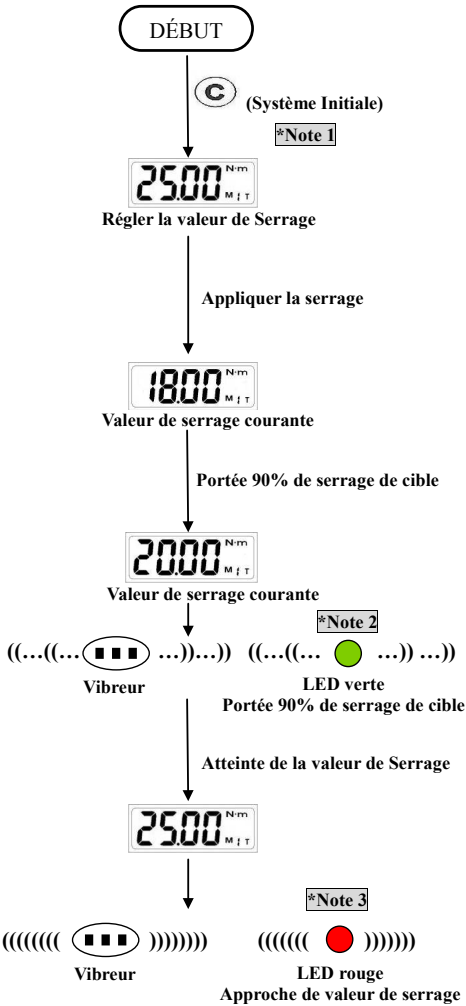 DÉBUT
C
(Système Initiale)
*Note 1
25.00 N·m
M T
Régler la valeur de Serrage
Appliquer la serrage
18.00 N·m
M T
Valeur de serrage courante
Portée 90% de serrage de cible
20.00 N·m
M T
Valeur de serrage courante
*Note 2
((…((… …))…)) ((…((… …)) …))
Vibreur
LED verte
Portée 90% de serrage de cible
Atteinte de la valeur de Serrage
25.00 N·m
M T
*Note 3
(((((((( )))))))) ((((((( )))))))
Vibreur
LED rouge
Approche de valeur de serrage